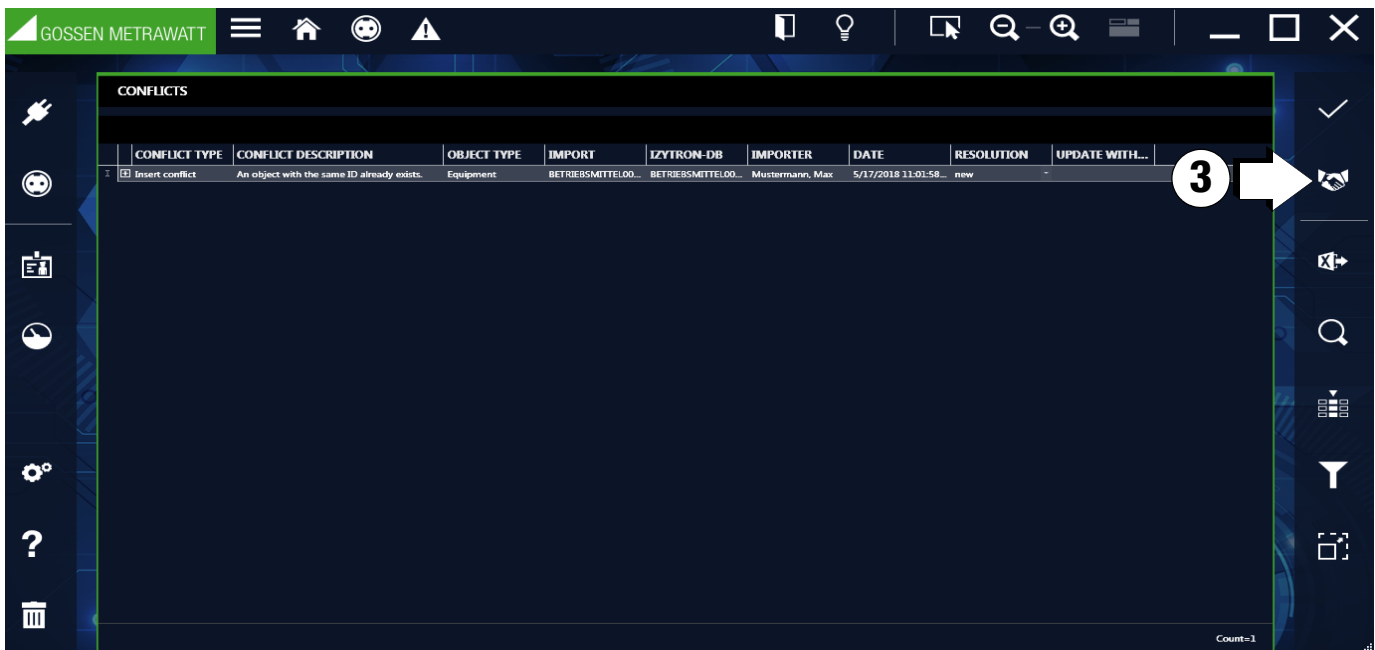 GOSSEN METRAWATT
CONFLICTS
CONFLICT TYPE CONFLICT DESCRIPTION OBJECT TYPE IMPORT IZYTRON-DB IMPORTER DATE RESOLUTION UPDATE WITH...
Insert conflict An object with the same ID already exists. Equipment BETRIEBSMITTEL00... BETRIEBSMITTEL00... Mustermann, Max 5/17/2018 11:01:58... new -
3
?
Count=1